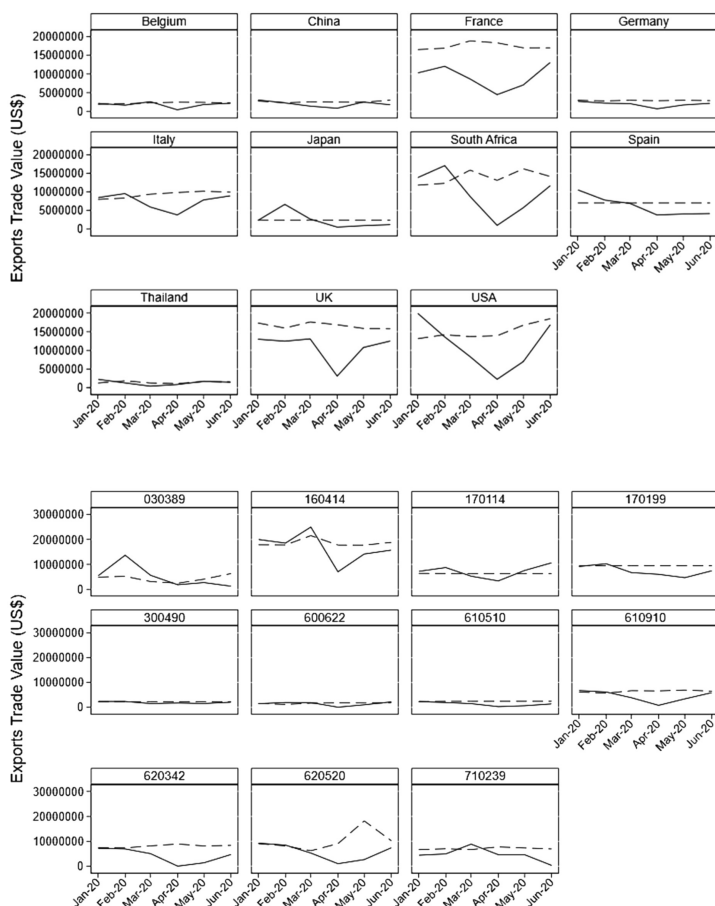 Exports Trade Value (US$)
Belgium
China
France
Germany
20000000
15000000
10000000
5000000
0
Italy
Japan
South Africa
Spain
20000000
15000000
10000000
5000000
0
Jan-20
Feb-20
Mar-20
Apr-20
May-20
Jun-20
Thailand
UK
USA
20000000
15000000
10000000
5000000
0
Jan-20
Feb-20
Mar-20
Apr-20
May-20
Jun-20
Jan-20
Feb-20
Mar-20
Apr-20
May-20
Jun-20
Jan-20
Feb-20
Mar-20
Apr-20
May-20
Jun-20
Exports Trade Value (US$)
030389
160414
170114
170199
30000000
20000000
10000000
0
300490
600622
610510
610910
30000000
20000000
10000000
0
Jan-20
Feb-20
Mar-20
Apr-20
May-20
Jun-20
620342
620520
710239
30000000
20000000
10000000
0
Jan-20
Feb-20
Mar-20
Apr-20
May-20
Jun-20
Jan-20
Feb-20
Mar-20
Apr-20
May-20
Jun-20
Jan-20
Feb-20
Mar-20
Apr-20
May-20
Jun-20